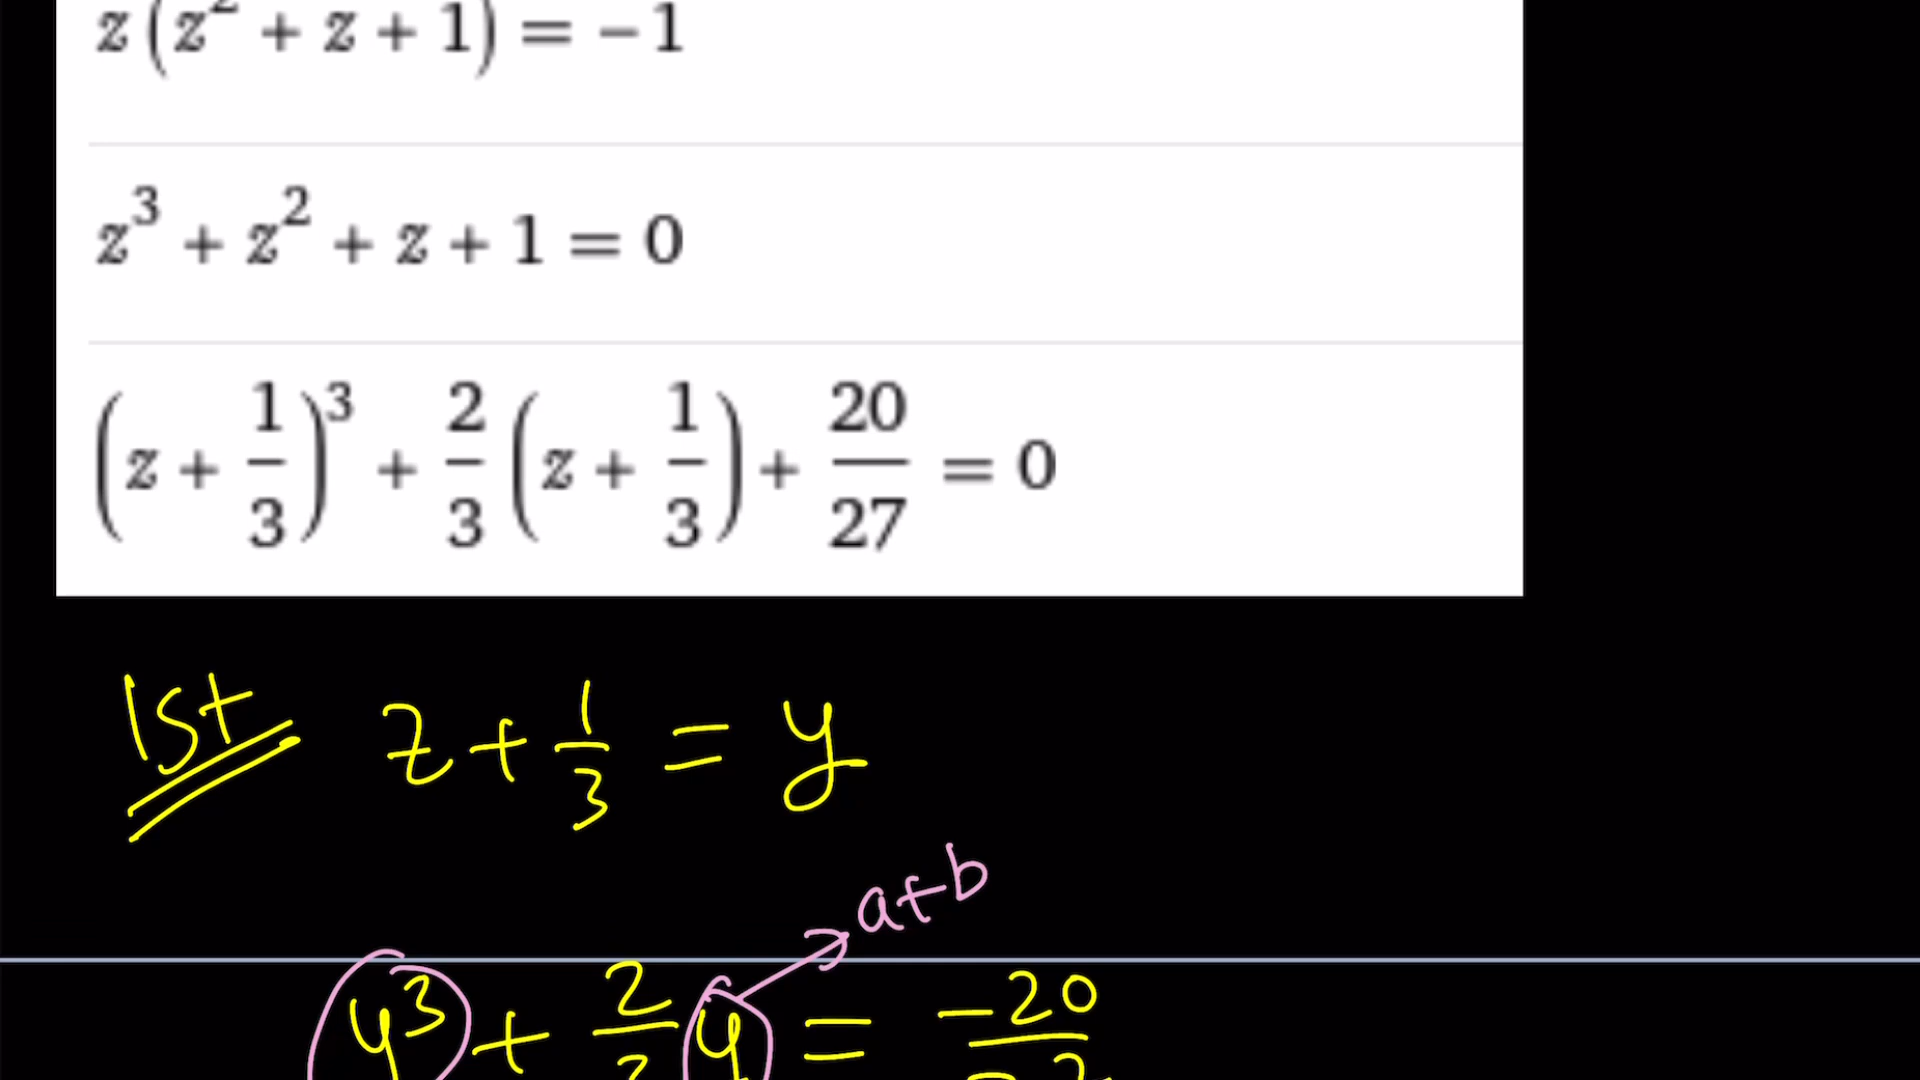 z(z² + z + 1) = −1
z³ + z² + z + 1 = 0
(z + 1/3)³ + 2/3 (z + 1/3) + 20/27 = 0
1st z + 1/3 = y
a+b
y³ + 2/3 y = -20/